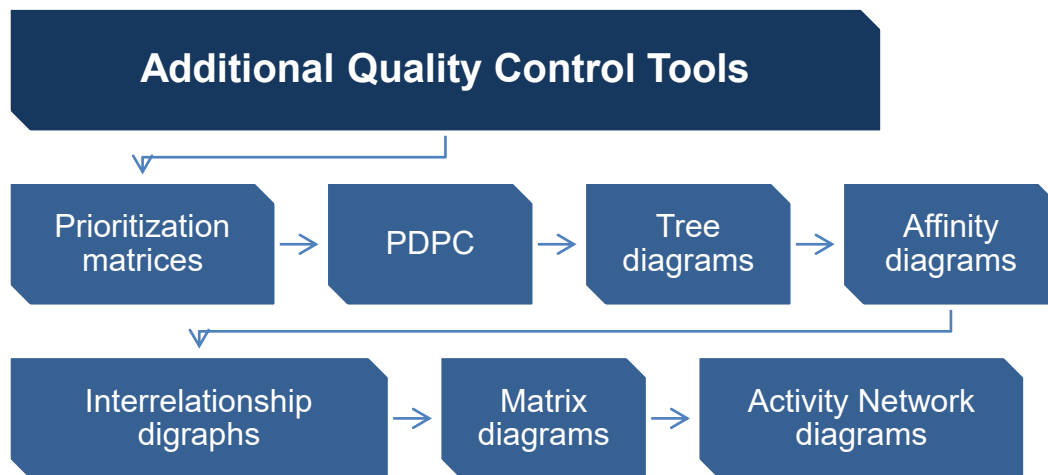 Additional Quality Control Tools
Prioritization
matrices
PDPC
Tree
diagrams
Affinity
diagrams
Interrelationship
digraphs
Matrix
diagrams
Activity Network
diagrams